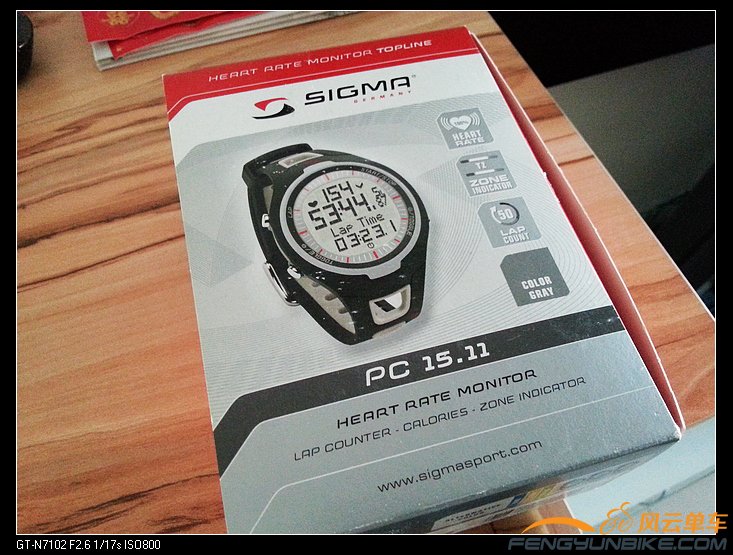 HEART RATE MONITOR TOPLINE
SIGMA
GERMANY
HEART RATE
ZONE INDICATOR
50
LAP COUNT
COLOR GRAY
154
53:44
Lap Time
03:23.1
PC 15.11
HEART RATE MONITOR
LAP COUNTER - CALORIES - ZONE INDICATOR
www.sigmasport.com
风云单车
FENGYUNBIKE.COM
GT-N7102 F2.6 1/17s ISO800